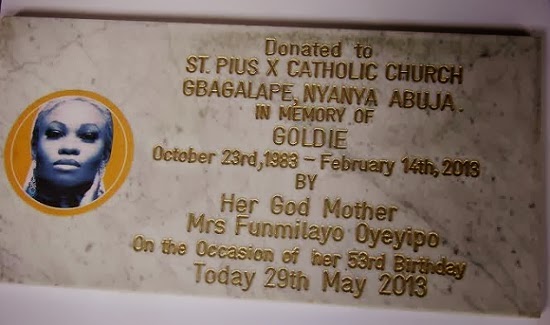 Donated to
ST. PIUS X CATHOLIC CHURCH
GBAGALAPE, NYANYA ABUJA.
IN MEMORY OF
GOLDIE
October 23rd, 1983 - February 14th, 2013
BY
Her God Mother
Mrs Funmilayo Oyeyipo
On the Occasion of her 53rd Birthday
Today 29th May 2013